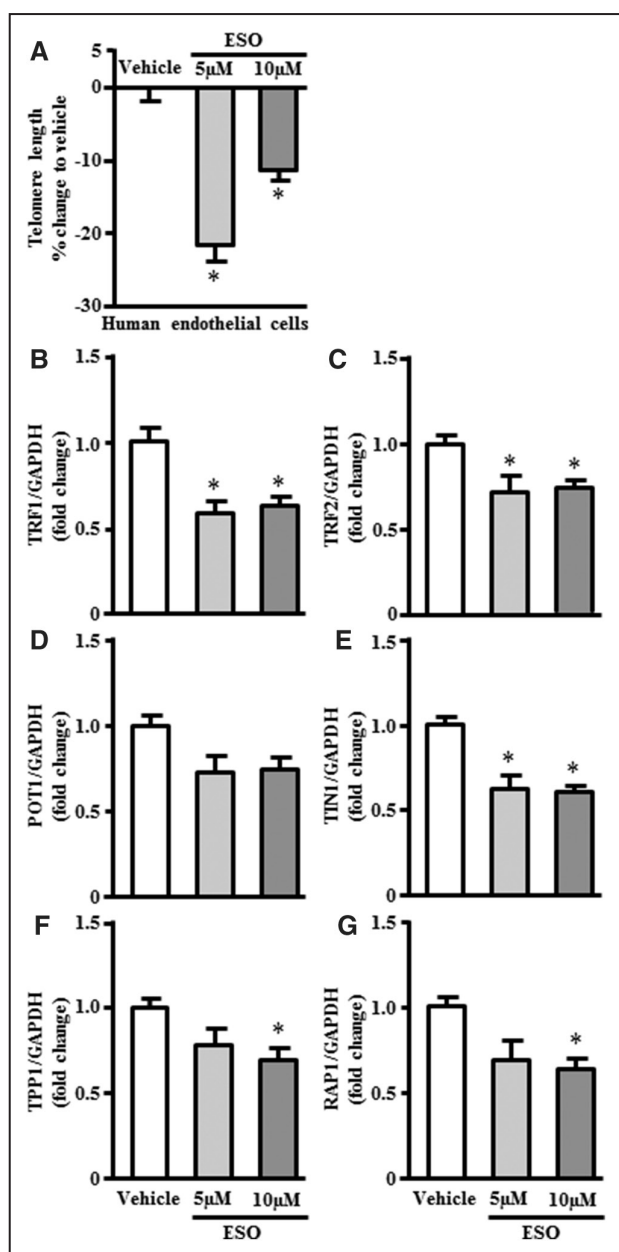 A
ESO
Vehicle 5µM 10µM
5
0
-10
-20
-30
Telomere length
% change to vehicle
*
*
Human endothelial cells
B
1.5
1.0
0.5
0
TRF1/GAPDH
(fold change)
* *
C
1.5
1.0
0.5
0
TRF2/GAPDH
(fold change)
* *
D
1.5
1.0
0.5
0
POT1/GAPDH
(fold change)
E
1.5
1.0
0.5
0
TIN1/GAPDH
(fold change)
* *
F
1.5
1.0
0.5
0
TPP1/GAPDH
(fold change)
*
Vehicle 5µM 10µM
ESO
G
1.5
1.0
0.5
0
RAP1/GAPDH
(fold change)
*
Vehicle 5µM 10µM
ESO